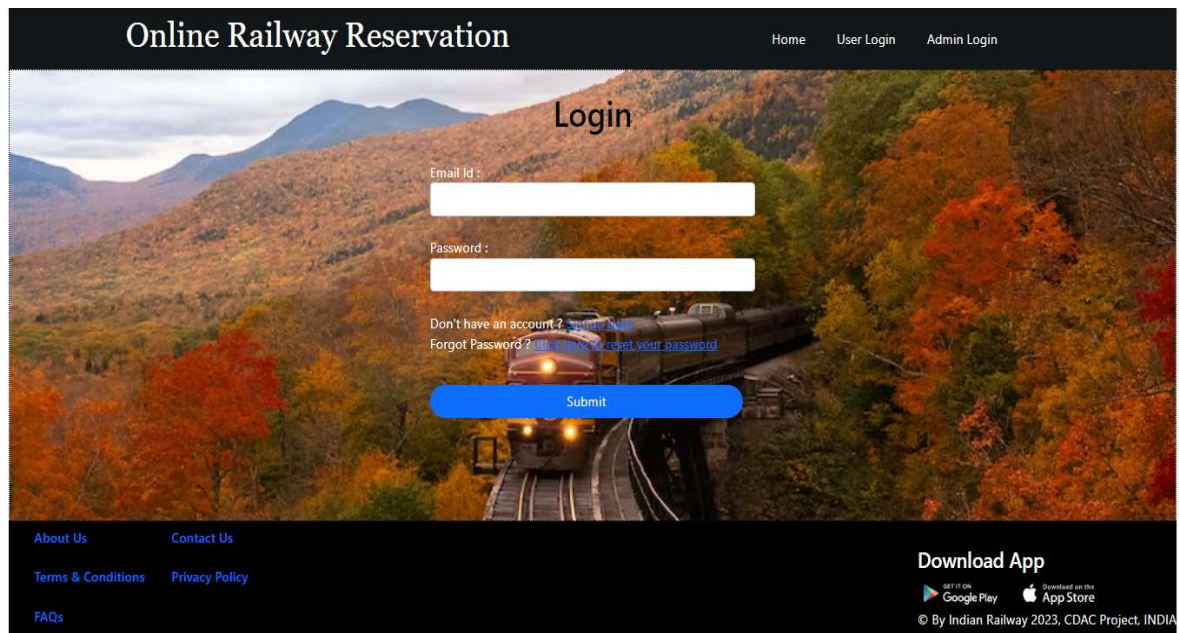 Online Railway Reservation
Home User Login Admin Login
Login
Email Id :
Password :
Don't have an account ? Signup here
Forgot Password ? Click here to reset your password
Submit
About Us Contact Us
Terms & Conditions Privacy Policy
FAQs
Download App
GET IT ON
Google Play
Download on the
App Store
© By Indian Railway 2023, CDAC Project, INDIA